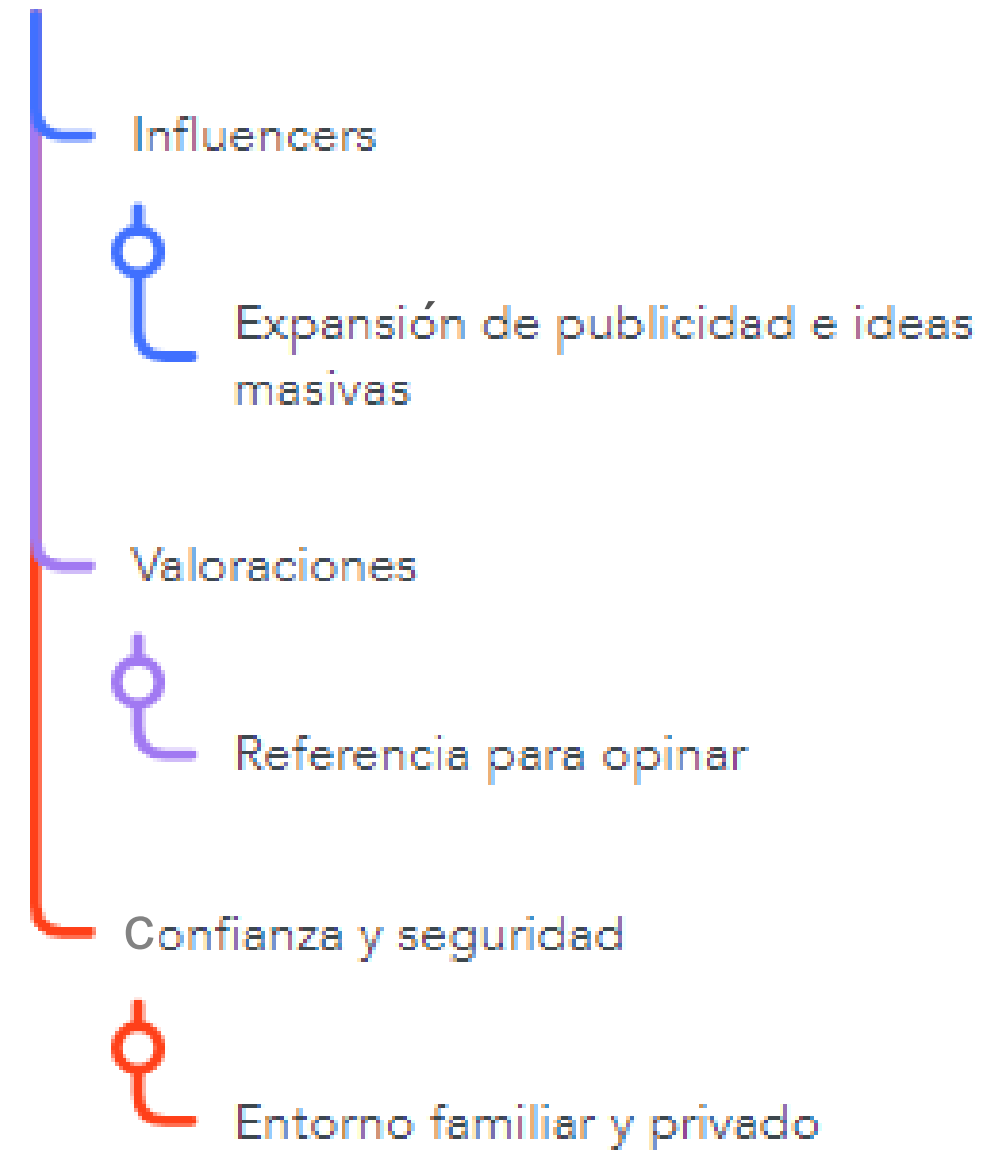 Influencers
Expansión de publicidad e ideas
masivas
Valoraciones
Referencia para opinar
Confianza y seguridad
Entorno familiar y privado